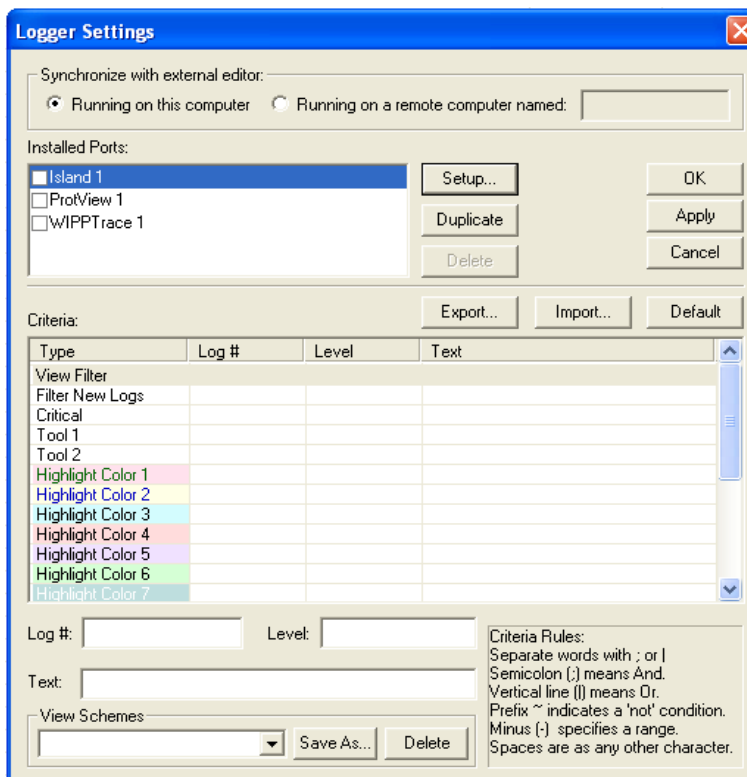 Logger Settings
Synchronize with external editor:
Running on this computer Running on a remote computer named:
Installed Ports:
Island 1
ProtView 1
WIPPTrace 1
Setup...
Duplicate
Delete
OK
Apply
Cancel
Export... Import... Default
Criteria:
Type Log # Level Text
View Filter
Filter New Logs
Critical
Tool 1
Tool 2
Highlight Color 1
Highlight Color 2
Highlight Color 3
Highlight Color 4
Highlight Color 5
Highlight Color 6
Highlight Color 7
Log #: Level:
Text:
View Schemes
Save As... Delete
Criteria Rules:
Separate words with ; or |
Semicolon (;) means And.
Vertical line (|) means Or.
Prefix ~ indicates a 'not' condition.
Minus (-) specifies a range.
Spaces are as any other character.